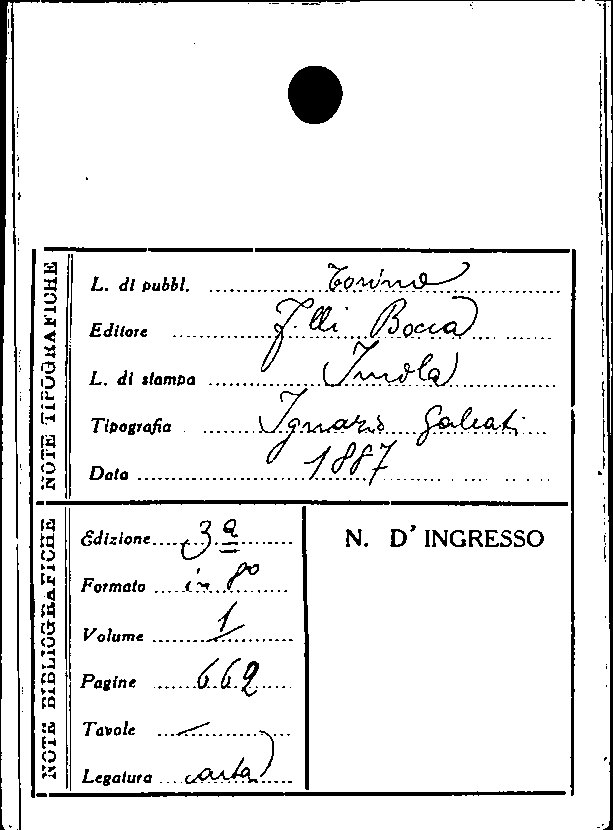 NOTE TIPOGRAFICHE
L. di pubbl. Torino
Editore F.lli Bocca
L. di stampa Imola
Tipografia Ignazio Galeati
Data 1887
NOTE BIBLIOGRAFICHE
Edizione 3ª
Formato in 8º
Volume 1
Pagine 662
Tavole —
Legatura carta
N. D' INGRESSO